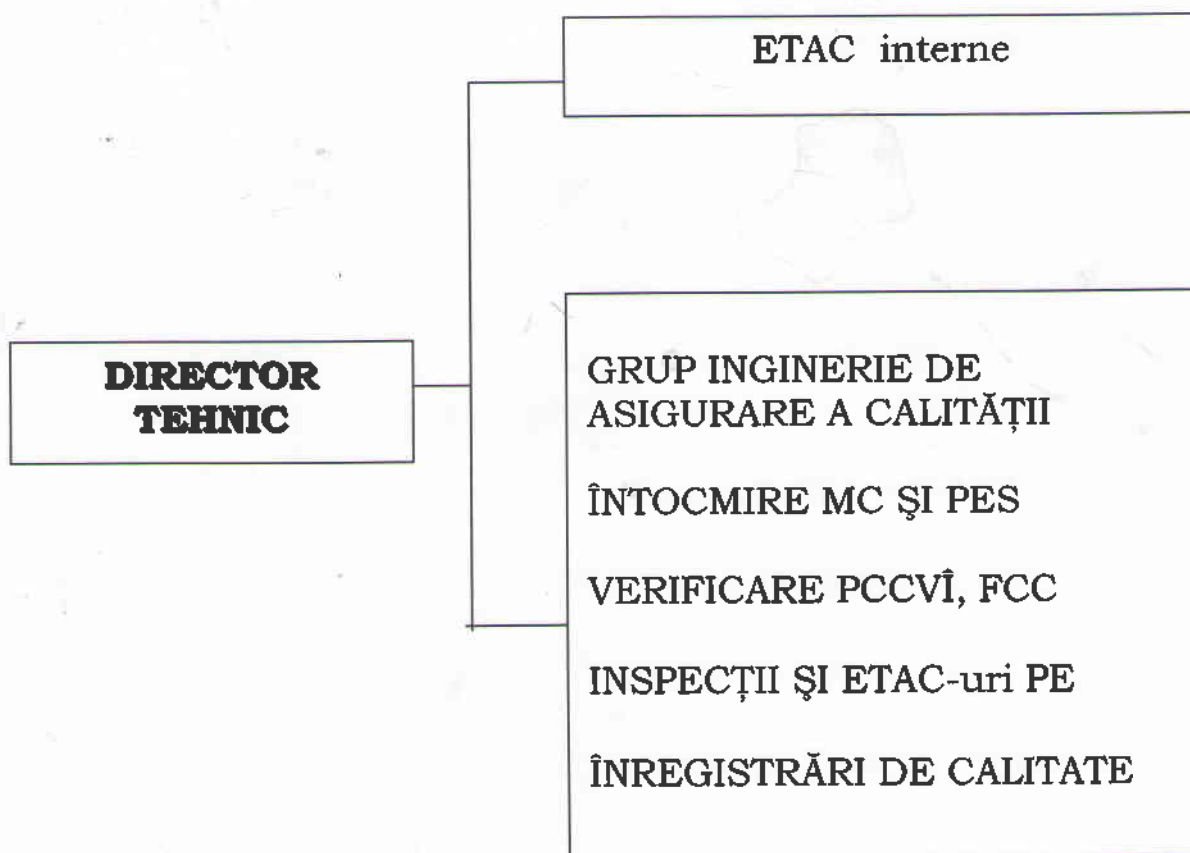 ETAC interne
DIRECTOR
TEHNIC
GRUP INGINERIE DE
ASIGURARE A CALITĂȚII
ÎNTOCMIRE MC ŞI PES
VERIFICARE PCCVÎ, FCC
INSPECȚII ŞI ETAC-uri PE
ÎNREGISTRĂRI DE CALITATE